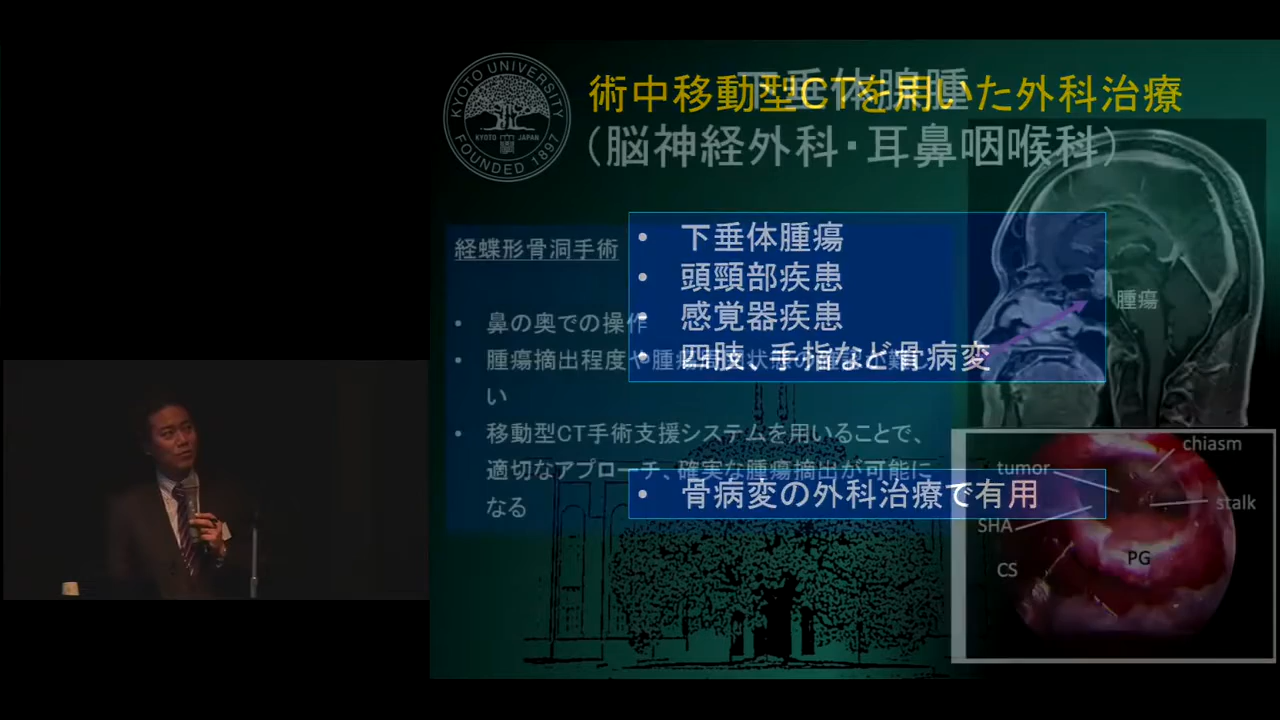 KYOTO UNIVERSITY
KYOTO JAPAN
FOUNDED 1897
術中移動型CTを用いた外科治療
下垂体腺腫
（脳神経外科・耳鼻咽喉科）
• 下垂体腫瘍
• 頭頸部疾患
• 感覚器疾患
• 四肢、手指など骨病変
• 骨病変の外科治療で有用
経蝶形骨洞手術
• 鼻の奥での操作
• 腫瘍摘出程度や腫瘍
い
• 移動型CT手術支援システムを用いることで、
適切なアプローチ、確実な腫瘍摘出が可能に
なる
腫瘍
chiasm
tumor
stalk
SHA
PG
CS